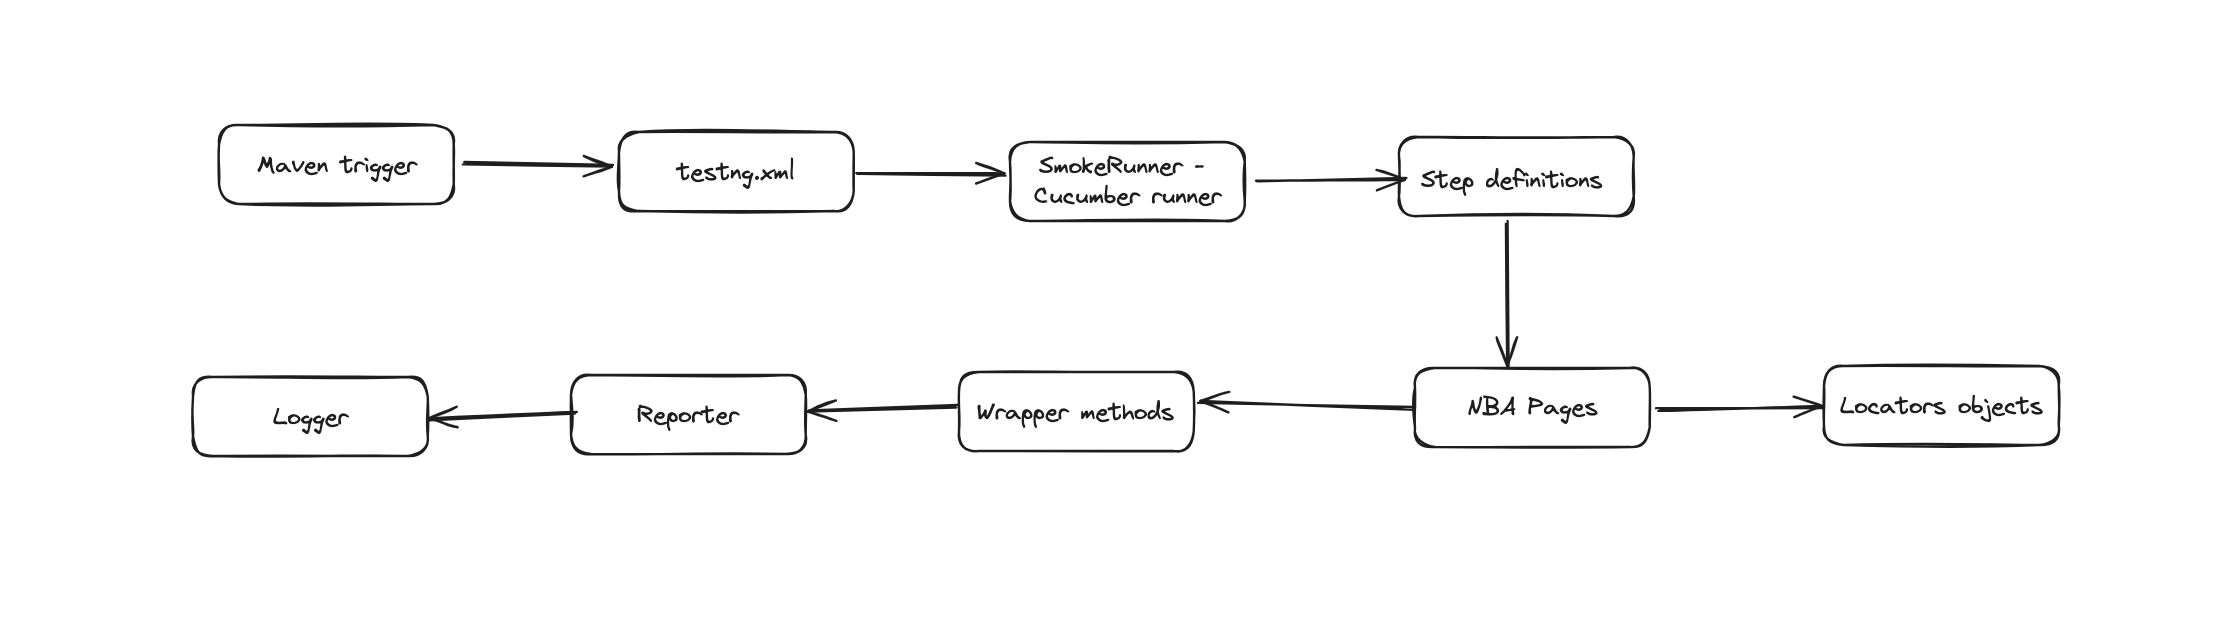 Maven trigger
testng.xml
SmokeRunner -
Cucumber runner
Step definitions
Logger
Reporter
Wrapper methods
NBA Pages
Locators objects